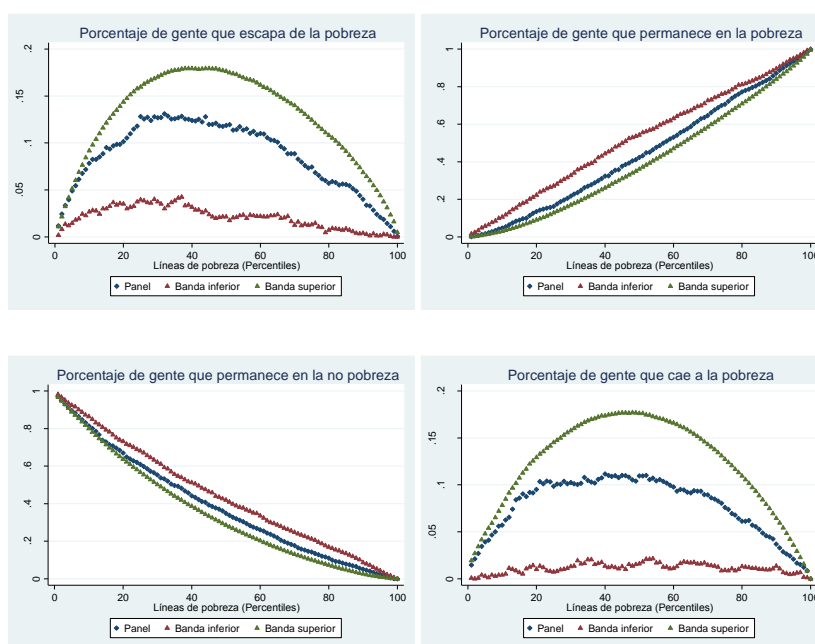 Porcentaje de gente que escapa de la pobreza
.2
.15
.1
.05
0
0 20 40 60 80 100
Líneas de pobreza (Percentiles)
Panel Banda inferior Banda superior
Porcentaje de gente que permanece en la pobreza
1
.8
.6
.4
.2
0
0 20 40 60 80 100
Líneas de pobreza (Percentiles)
Panel Banda inferior Banda superior
Porcentaje de gente que permanece en la no pobreza
1
.8
.6
.4
.2
0
0 20 40 60 80 100
Líneas de pobreza (Percentiles)
Panel Banda inferior Banda superior
Porcentaje de gente que cae a la pobreza
.2
.15
.1
.05
0
0 20 40 60 80 100
Líneas de pobreza (Percentiles)
Panel Banda inferior Banda superior